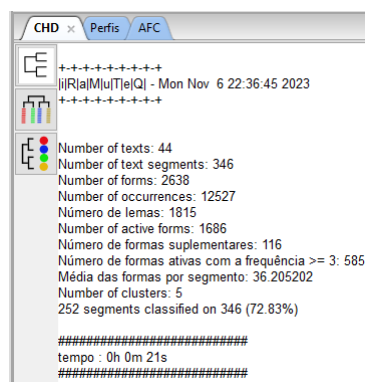 CHD × Perfis AFC
+-+-+-+-+-+-+-+-+
|i|R|a|M|u|T|e|Q| - Mon Nov 6 22:36:45 2023
+-+-+-+-+-+-+-+-+
Number of texts: 44
Number of text segments: 346
Number of forms: 2638
Number of occurrences: 12527
Número de lemas: 1815
Number of active forms: 1686
Número de formas suplementares: 116
Número de formas ativas com a frequência >= 3: 585
Média das formas por segmento: 36.205202
Number of clusters: 5
252 segments classified on 346 (72.83%)
###########################
tempo : 0h 0m 21s
###########################